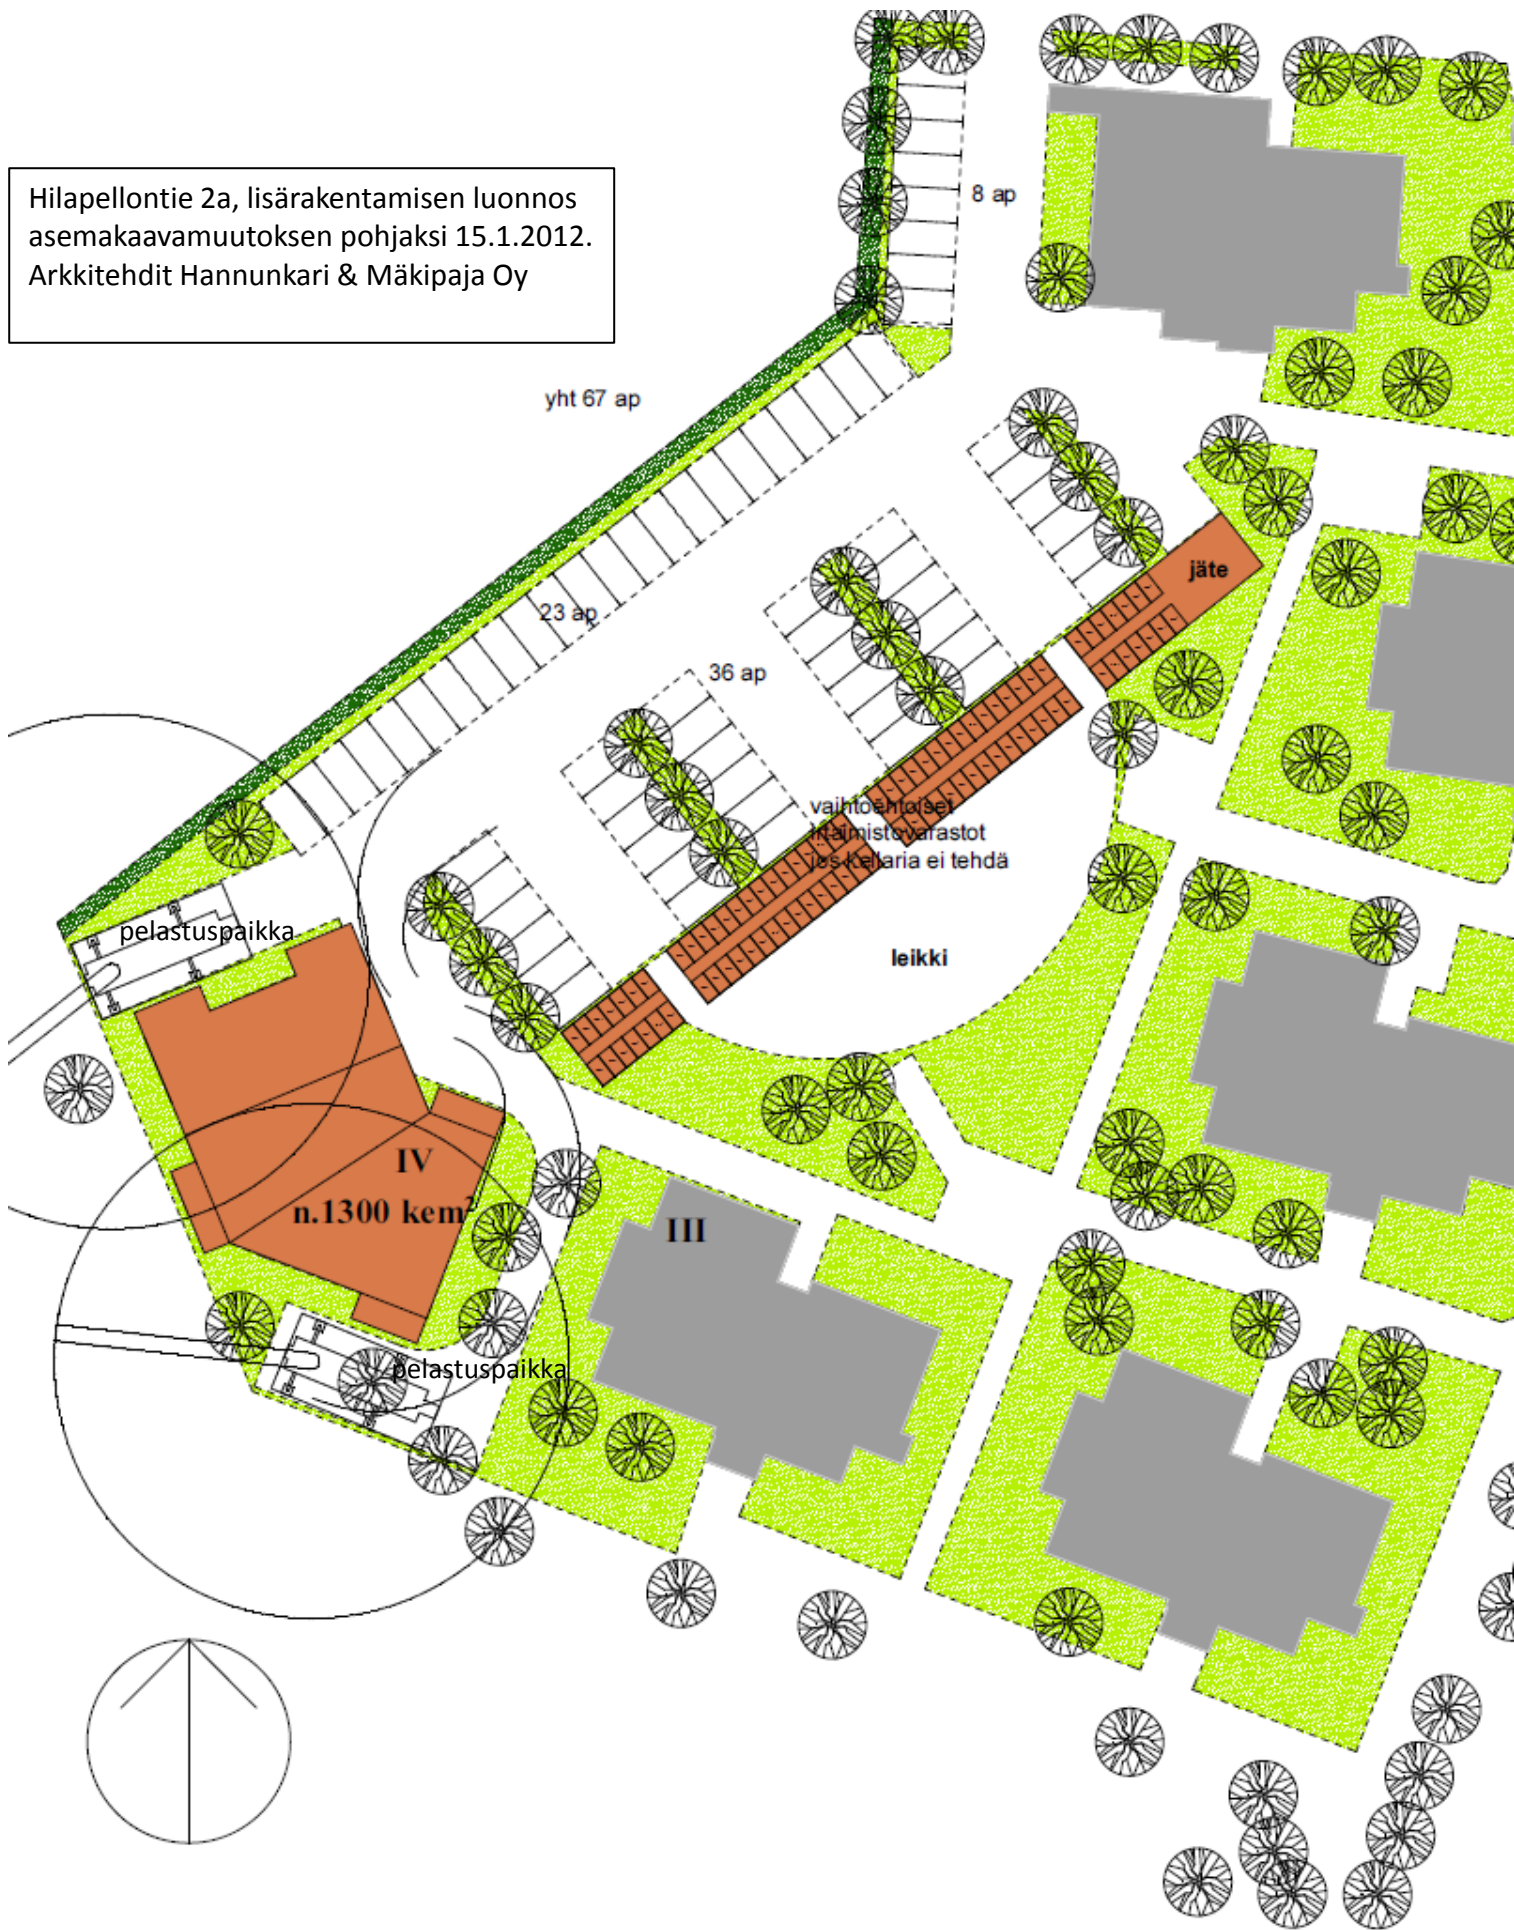 Hilapellontie 2a, lisärakentamisen luonnos
asemakaavamuutoksen pohjaksi 15.1.2012.
Arkkitehdit Hannunkari & Mäkipaja Oy
8 ap
yht 67 ap
jäte
23 ap
36 ap
vaihtoehtoiset
irtaimistovarastot
jos kellaria ei tehdä
pelastuspaikka
leikki
IV
n.1300 kem²
III
pelastuspaikka